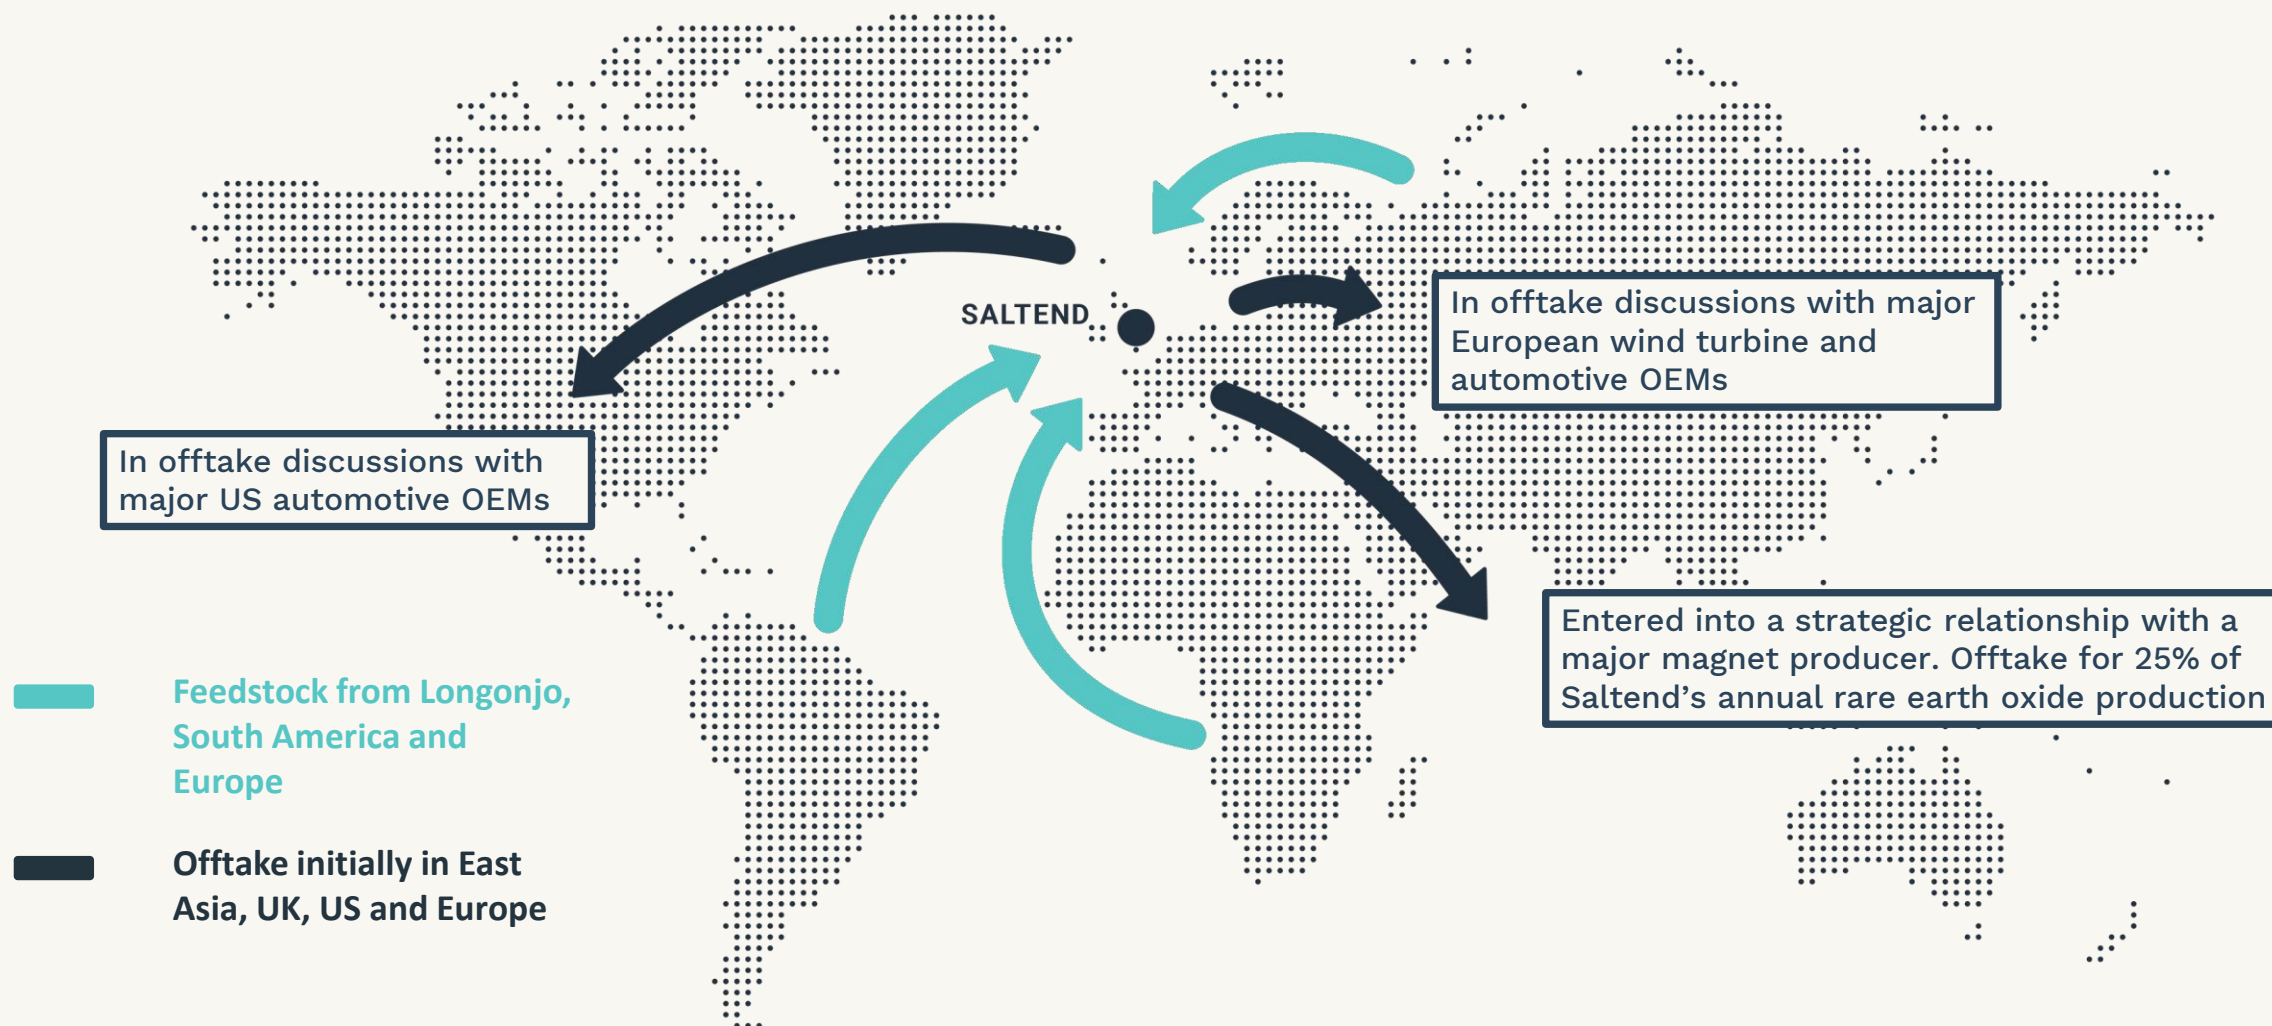 SALTEND
In offtake discussions with major
European wind turbine and
automotive OEMs
In offtake discussions with
major US automotive OEMs
Entered into a strategic relationship with a
major magnet producer. Offtake for 25% of
Saltend’s annual rare earth oxide production
Feedstock from Longonjo,
South America and
Europe
Offtake initially in East
Asia, UK, US and Europe